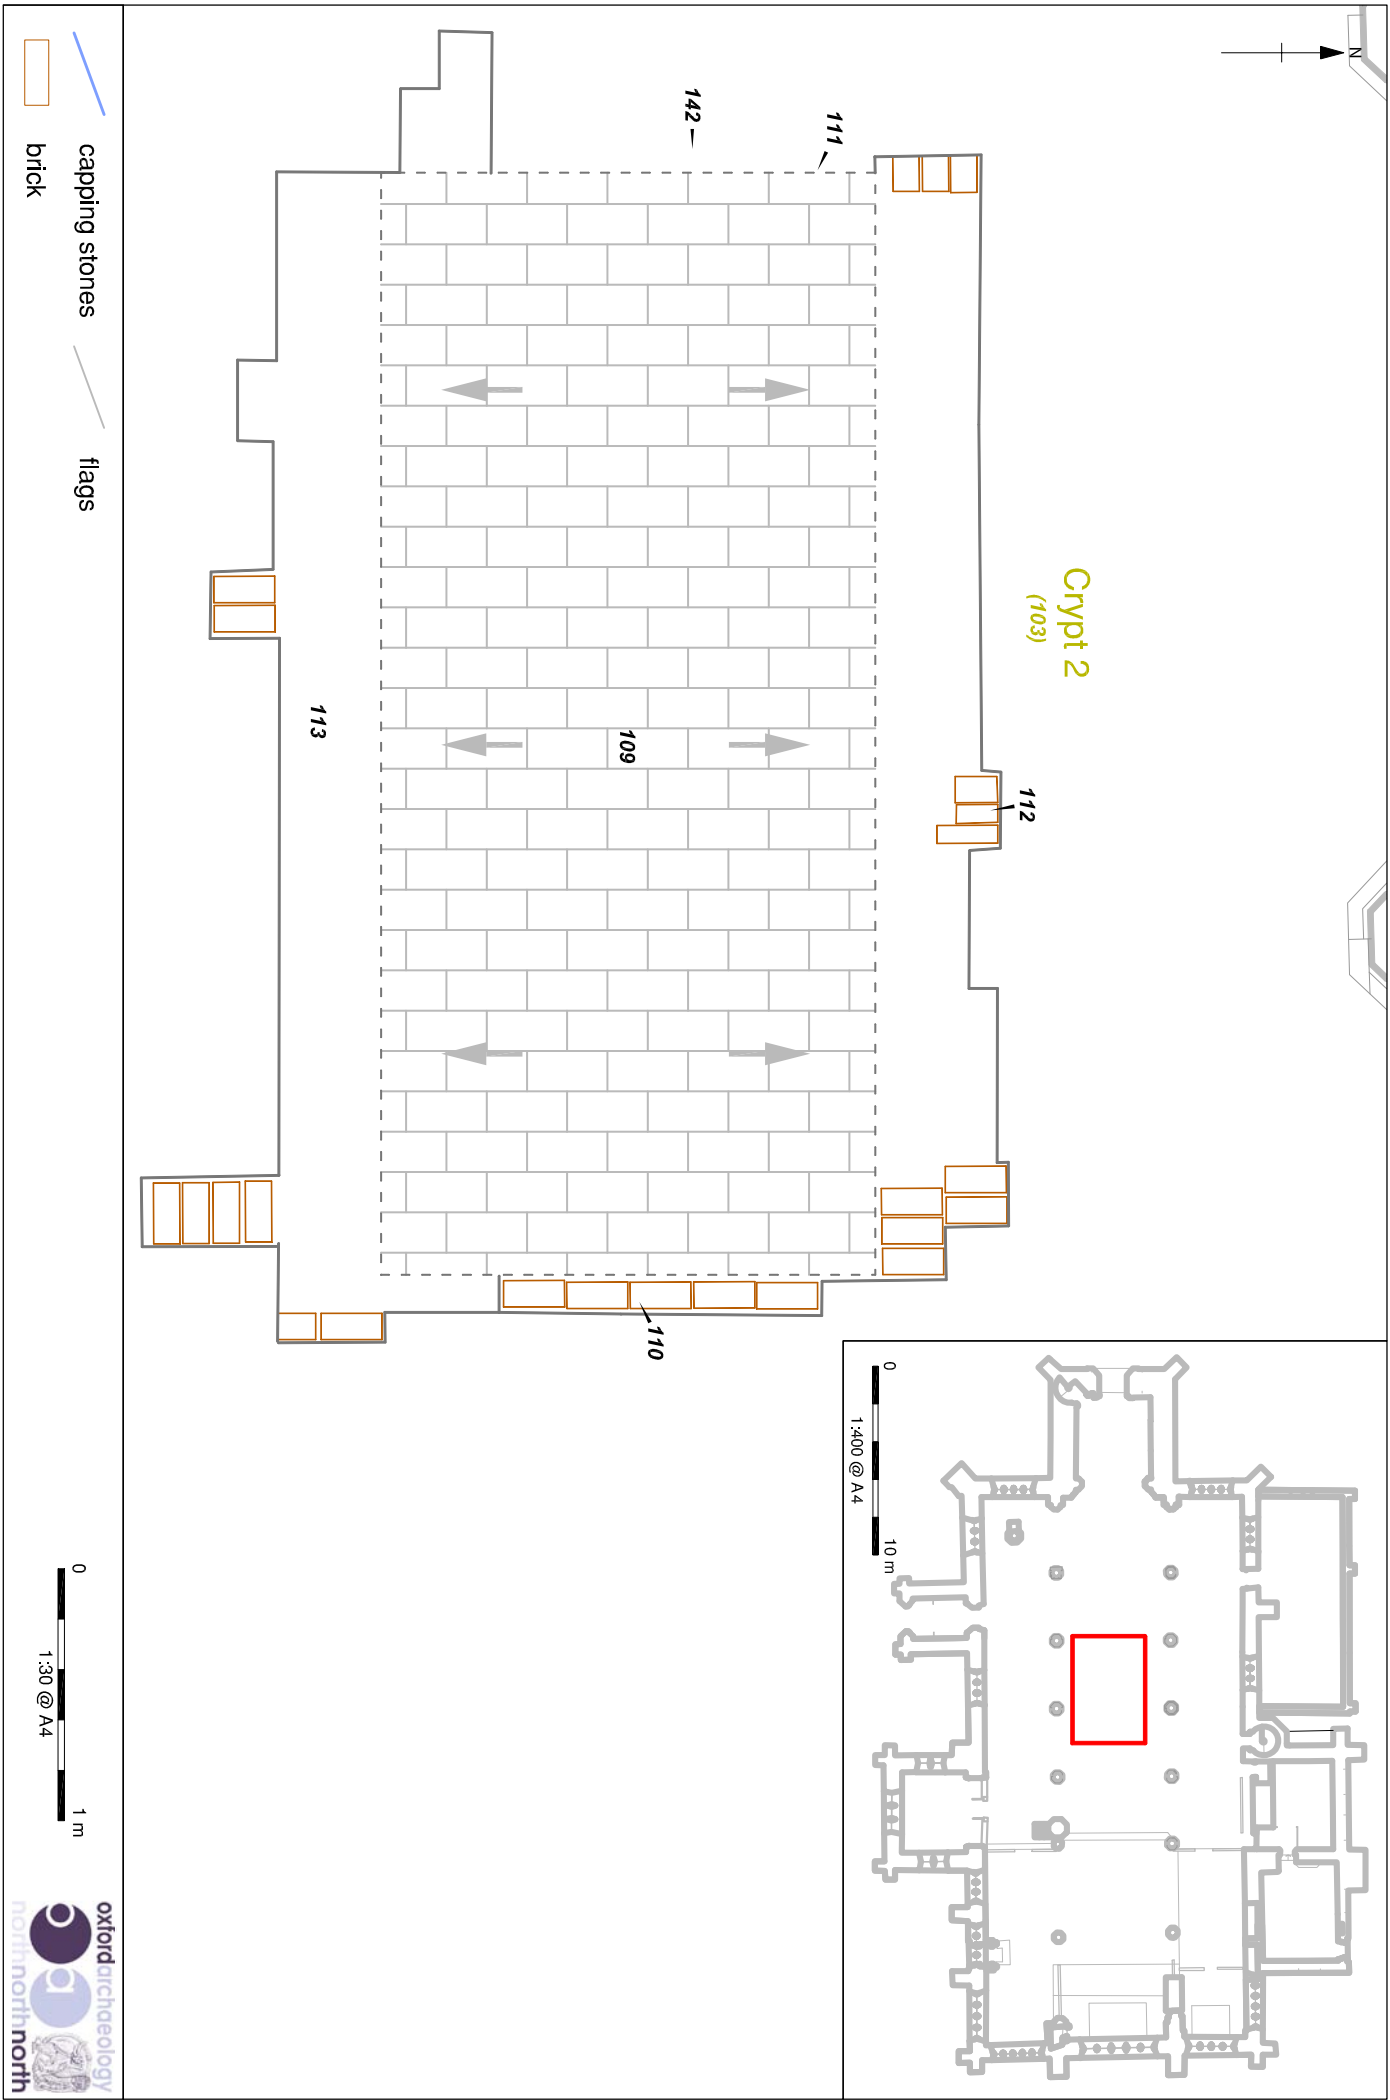 N
142
111
Crypt 2
(103)
112
109
113
110
0
10 m
1:400 @ A4
capping stones
flags
brick
0
1 m
1:30 @ A4
oxfordarchaeology
northnorthnorth